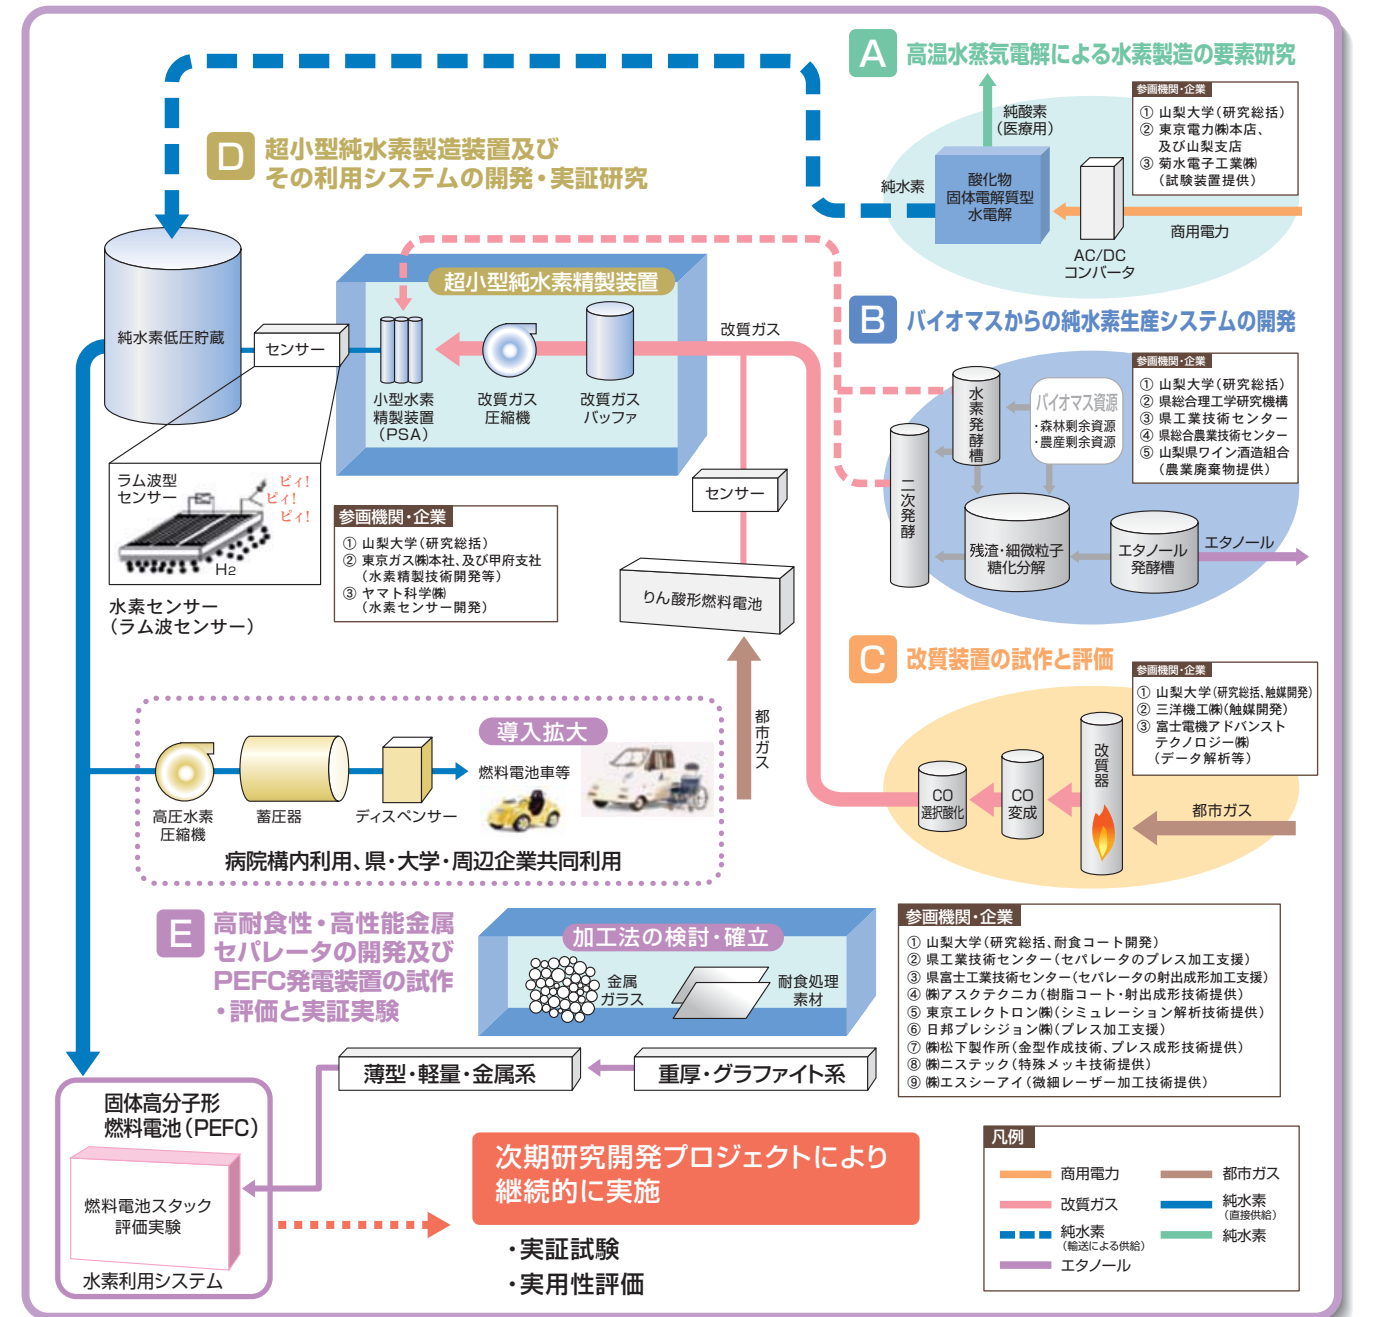 A 高温水蒸気電解による水素製造の要素研究
参画機関・企業
① 山梨大学(研究総括)
② 東京電力㈱本店、
及び山梨支店
③ 菊水電子工業㈱
(試験装置提供)
純酸素
(医療用)
純水素
酸化物
固体電解質型
水電解
商用電力
AC/DC
コンバータ
D 超小型純水素製造装置及び
その利用システムの開発・実証研究
超小型純水素精製装置
純水素低圧貯蔵
センサー
小型水素
精製装置
(PSA)
改質ガス
圧縮機
改質ガス
バッファ
改質ガス
B バイオマスからの純水素生産システムの開発
参画機関・企業
① 山梨大学(研究総括)
② 県総合理工学研究機構
③ 県工業技術センター
④ 県総合農業技術センター
⑤ 山梨県ワイン酒造組合
(農業廃棄物提供)
水素発酵槽
バイオマス資源
・森林剰余資源
・農産剰余資源
二次発酵
残渣・細微粒子
糖化分解
エタノール
発酵槽
エタノール
ラム波型
センサー
ピィ!
ピィ!
ピィ!
H2
水素センサー
(ラム波センサー)
参画機関・企業
① 山梨大学(研究総括)
② 東京ガス㈱本社、及び甲府支社
(水素精製技術開発等)
③ ヤマト科学㈱
(水素センサー開発)
センサー
りん酸形燃料電池
都市ガス
C 改質装置の試作と評価
参画機関・企業
① 山梨大学(研究総括、触媒開発)
② 三洋機工㈱(触媒開発)
③ 富士電機アドバンスト
テクノロジー㈱
(データ解析等)
改質器
CO
変成
CO
選択酸化
都市ガス
導入拡大
燃料電池車等
高圧水素
圧縮機
蓄圧器
ディスペンサー
病院構内利用、県・大学・周辺企業共同利用
E 高耐食性・高性能金属
セパレータの開発及び
PEFC発電装置の試作
・評価と実証実験
加工法の検討・確立
金属
ガラス
耐食処理
素材
参画機関・企業
① 山梨大学(研究総括、耐食コート開発)
② 県工業技術センター(セパレータのプレス加工支援)
③ 県富士工業技術センター(セパレータの射出成形加工支援)
④ ㈱アスクテクニカ(樹脂コート・射出成形技術提供)
⑤ 東京エレクトロン㈱(シミュレーション解析技術提供)
⑥ 日邦プレシジョン㈱(プレス加工支援)
⑦ ㈱松下製作所(金型作成技術、プレス成形技術提供)
⑧ ㈱ニステック(特殊メッキ技術提供)
⑨ ㈱エスシーアイ(微細レーザー加工技術提供)
薄型・軽量・金属系
重厚・グラファイト系
固体高分子形
燃料電池(PEFC)
燃料電池スタック
評価実験
水素利用システム
次期研究開発プロジェクトにより
継続的に実施
・実証試験
・実用性評価
凡例
商用電力
都市ガス
改質ガス
純水素
(直接供給)
純水素
(輸送による供給)
純水素
エタノール